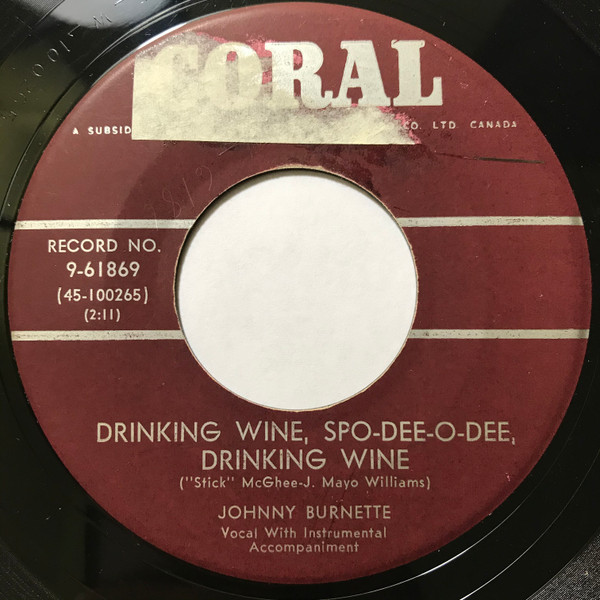 CORAL
A SUBSID
CO. LTD. CANADA
RECORD NO.
9-61869
(45-100265)
(2:11)
DRINKING WINE, SPO-DEE-O-DEE,
DRINKING WINE
("Stick" McGhee-J. Mayo Williams)
JOHNNY BURNETTE
Vocal With Instrumental
Accompaniment